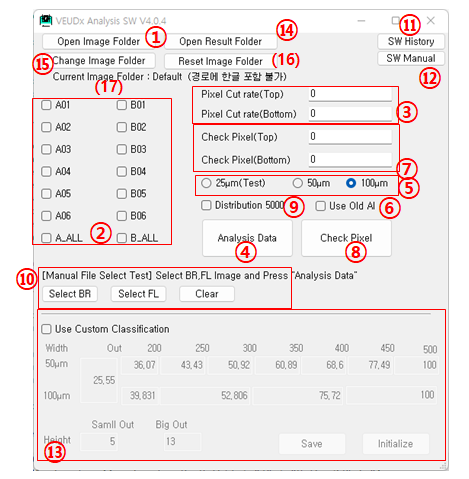 VEUDx Analysis SW V4.0.4
Open Image Folder ① Open Result Folder ⑭ ⑪ SW History
⑮ Change Image Folder Reset Image Folder (16) SW Manual
Current Image Folder : Default (경로에 한글 포함 불가) ⑫
(17)
Pixel Cut rate(Top) 0
Pixel Cut rate(Bottom) 0 ③
Check Pixel(Top) 0
Check Pixel(Bottom) 0 ⑦
A01 B01
A02 B02
A03 B03
A04 B04
A05 B05
A06 B06
A_ALL ② B_ALL
25µm(Test) 50µm 100µm ⑤
Distribution 5000 ⑨ Use Old AI ⑥
Analysis Data ④ Check Pixel ⑧
⑩ [Manual File Select Test] Select BR,FL Image and Press "Analysis Data"
Select BR Select FL Clear
Use Custom Classification
Width Out 200 250 300 350 400 450 500
50µm 36,07 43,43 50,92 60,89 68,6 77,49 100
25,55
100µm 39,831 52,806 75,72 100
Samll Out Big Out
Height 5 13 Save Initialize
⑬